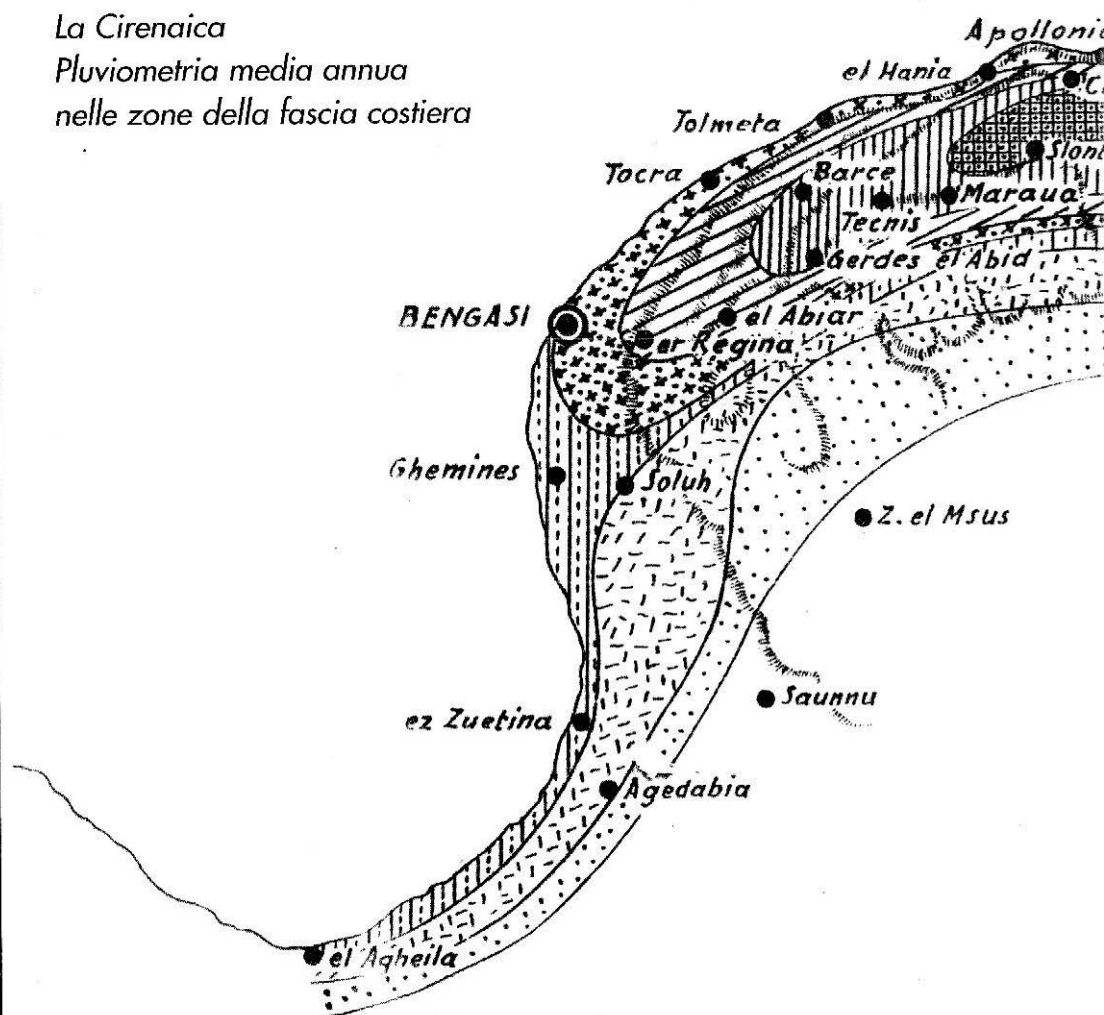 La Cirenaica
Pluviometria media annua
nelle zone della fascia costiera
Apollonia
el Hania
Tolmeta
Tocra
Barce
Slont
Maraua
Tecnis
Gerdes el Abid
BENGASI
el Abiar
er Regina
Ghemines
Soluh
Z. el Msus
Saunnu
ez Zuetina
Agedabia
el Agheila